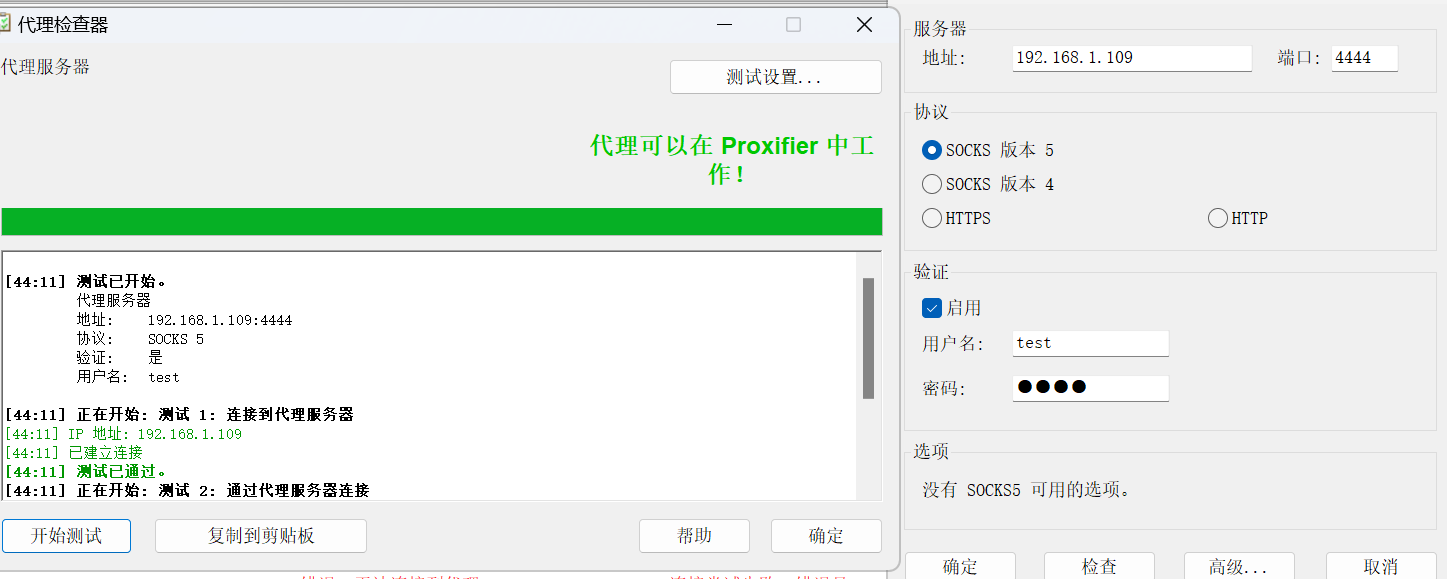 代理检查器
代理服务器
测试设置...
代理可以在 Proxifier 中工
作!
[44:11] 测试已开始。
代理服务器
地址: 192.168.1.109:4444
协议: SOCKS 5
验证: 是
用户名: test
[44:11] 正在开始: 测试 1: 连接到代理服务器
[44:11] IP 地址: 192.168.1.109
[44:11] 已建立连接
[44:11] 测试已通过。
[44:11] 正在开始: 测试 2: 通过代理服务器连接
开始测试
复制到剪贴板
帮助
确定
服务器
地址: 192.168.1.109 端口: 4444
协议
SOCKS 版本 5
SOCKS 版本 4
HTTPS HTTP
验证
启用
用户名: test
密码: ●●●●
选项
没有 SOCKS5 可用的选项。
确定 检查 高级... 取消